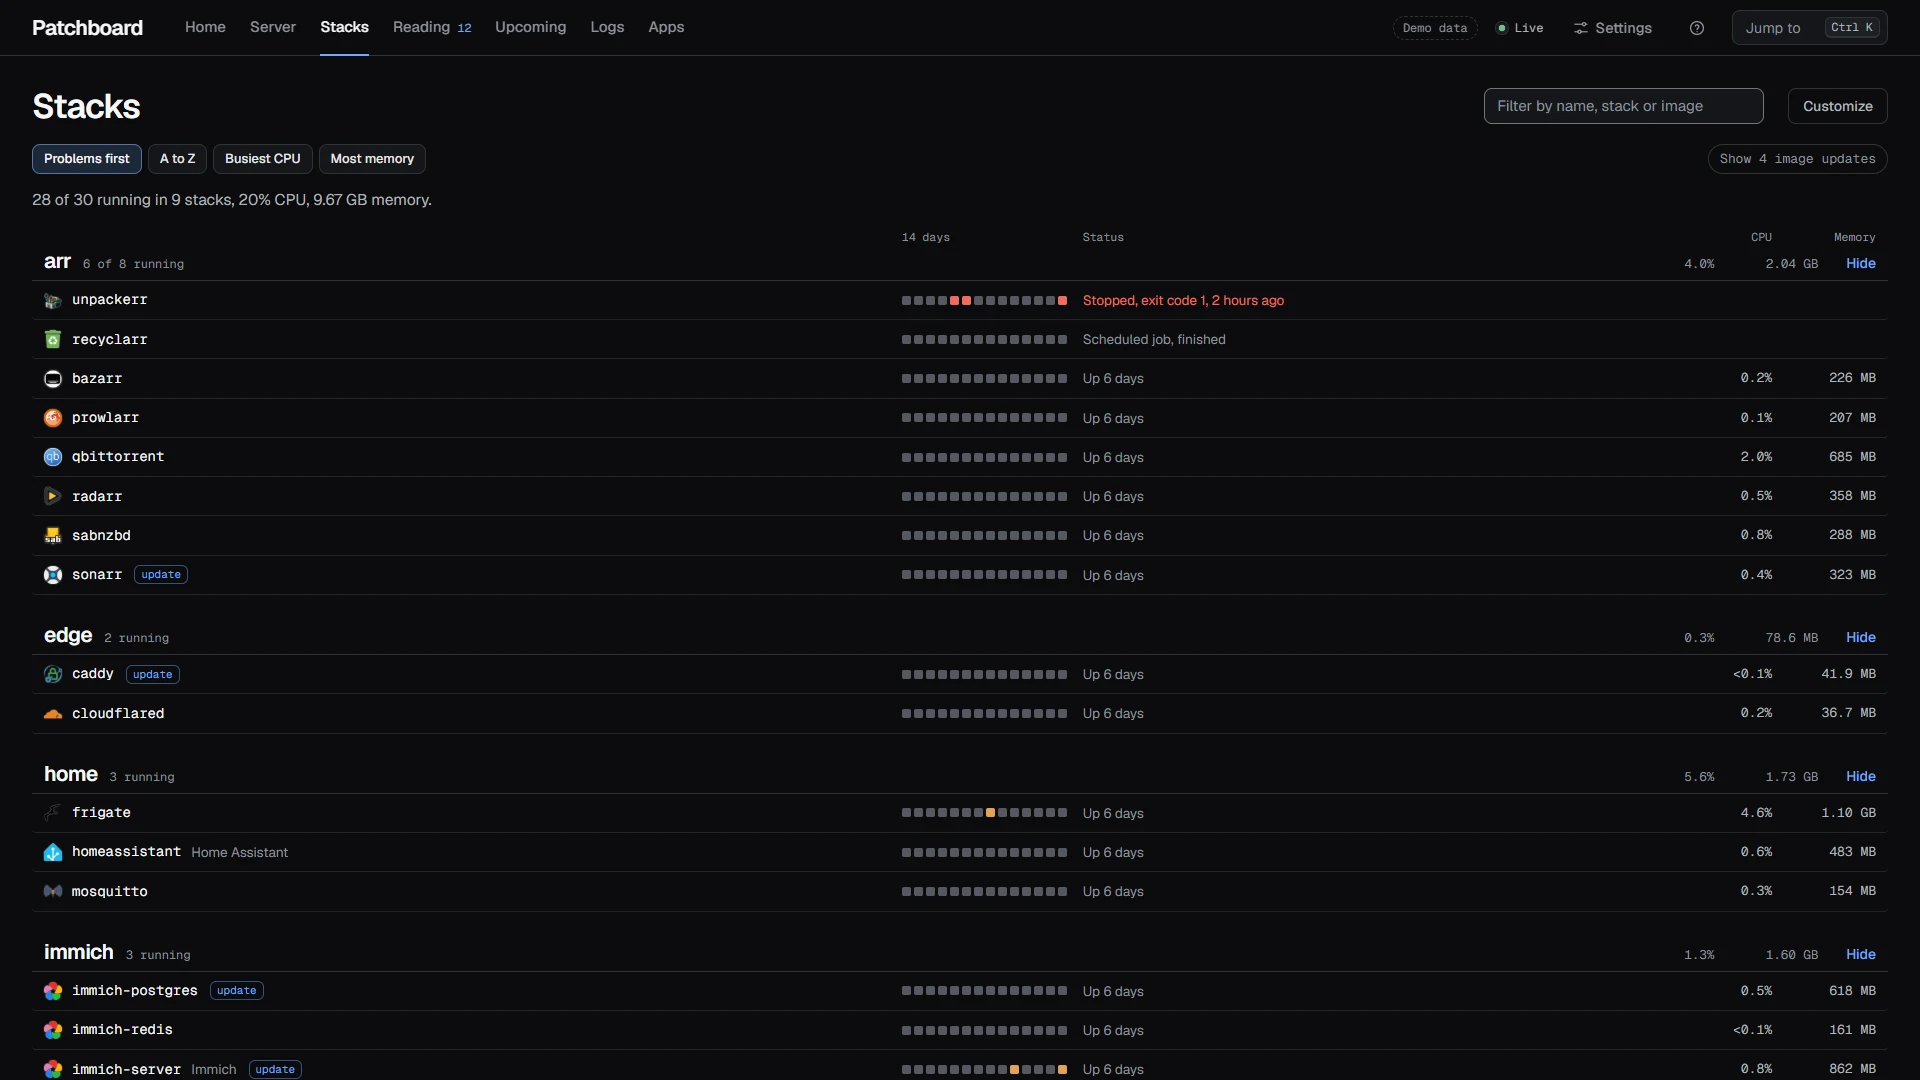 Patchboard Home Server Stacks Reading 12 Upcoming Logs Apps Demo data Live Settings Jump to Ctrl K
Stacks Filter by name, stack or image Customize
Problems first A to Z Busiest CPU Most memory Show 4 image updates
28 of 30 running in 9 stacks, 20% CPU, 9.67 GB memory.
14 days Status CPU Memory
arr 6 of 8 running 4.0% 2.04 GB Hide
unpackerr Stopped, exit code 1, 2 hours ago
recyclarr Scheduled job, finished
bazarr Up 6 days 0.2% 226 MB
prowlarr Up 6 days 0.1% 207 MB
qb qbittorrent Up 6 days 2.0% 685 MB
radarr Up 6 days 0.5% 358 MB
sab sabnzbd Up 6 days 0.8% 288 MB
sonarr update Up 6 days 0.4% 323 MB
edge 2 running 0.3% 78.6 MB Hide
caddy update Up 6 days <0.1% 41.9 MB
cloudflared Up 6 days 0.2% 36.7 MB
home 3 running 5.6% 1.73 GB Hide
frigate Up 6 days 4.6% 1.10 GB
homeassistant Home Assistant Up 6 days 0.6% 483 MB
mosquitto Up 6 days 0.3% 154 MB
immich 3 running 1.3% 1.60 GB Hide
immich-postgres update Up 6 days 0.5% 618 MB
immich-redis Up 6 days <0.1% 161 MB
immich-server Immich update Up 6 days 0.8% 862 MB